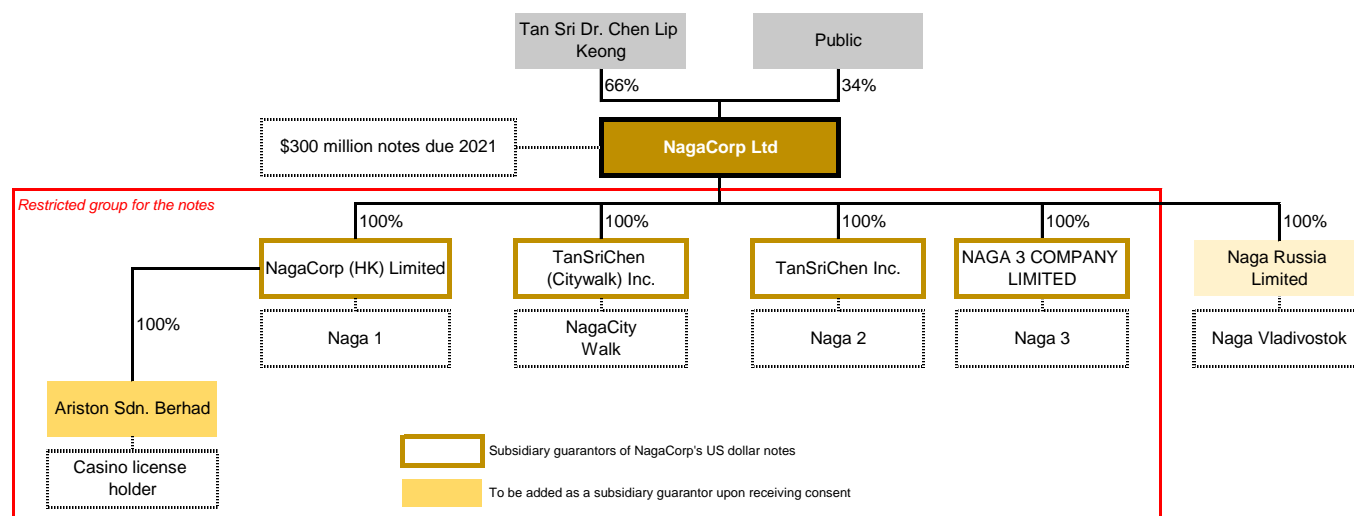 Tan Sri Dr. Chen Lip
Keong
Public
66%
34%
$300 million notes due 2021
NagaCorp Ltd
Restricted group for the notes
100%
100%
100%
100%
100%
NagaCorp (HK) Limited
TanSriChen
(Citywalk) Inc.
TanSriChen Inc.
NAGA 3 COMPANY
LIMITED
Naga Russia
Limited
100%
Naga 1
NagaCity
Walk
Naga 2
Naga 3
Naga Vladivostok
Ariston Sdn. Berhad
Casino license
holder
Subsidiary guarantors of NagaCorp's US dollar notes
To be added as a subsidiary guarantor upon receiving consent